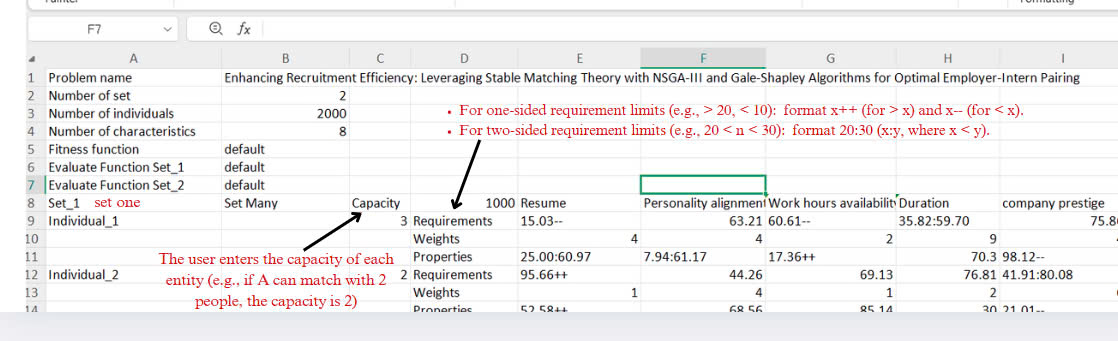 F7 fx
A B C D E F G H I
1 Problem name Enhancing Recruitment Efficiency: Leveraging Stable Matching Theory with NSGA-III and Gale-Shapley Algorithms for Optimal Employer-Intern Pairing
2 Number of set 2
3 Number of individuals 2000
• For one-sided requirement limits (e.g., > 20, < 10): format x++ (for > x) and x-- (for < x).
4 Number of characteristics 8
• For two-sided requirement limits (e.g., 20 < n < 30): format 20:30 (x:y, where x < y).
5 Fitness function default
6 Evaluate Function Set_1 default
7 Evaluate Function Set_2 default
8 Set_1 set one Set Many Capacity 1000 Resume Personality alignment Work hours availabilit Duration company prestige
9 Individual_1 3 Requirements 15.03-- 63.21 60.61-- 35.82:59.70 75.8
10 Weights 4 4 2 9
11 Properties 25.00:60.97 7.94:61.17 17.36++ 70.3 98.12--
The user enters the capacity of each
entity (e.g., if A can match with 2
people, the capacity is 2)
12 Individual_2 2 Requirements 95.66++ 44.26 69.13 76.81 41.91:80.08
13 Weights 1 4 1 2
14 Properties 52.58++ 68.56 85.14 30 21.01--